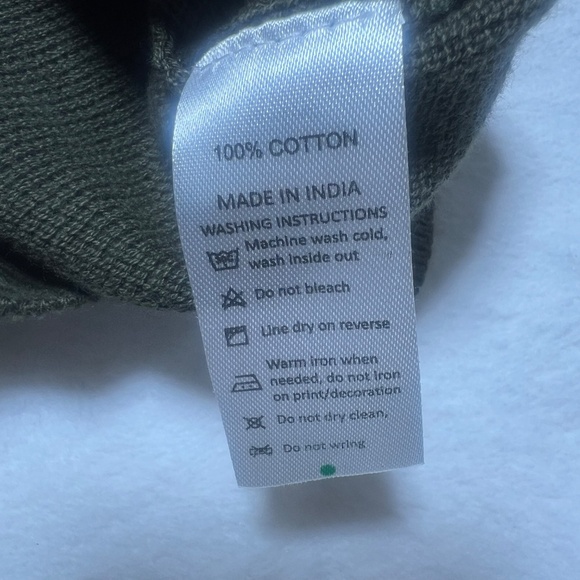 100% COTTON
MADE IN INDIA
WASHING INSTRUCTIONS
Machine wash cold,
wash inside out
Do not bleach
Line dry on reverse
Warm iron when
needed, do not iron
on print/decoration
Do not dry clean,
Do not wring